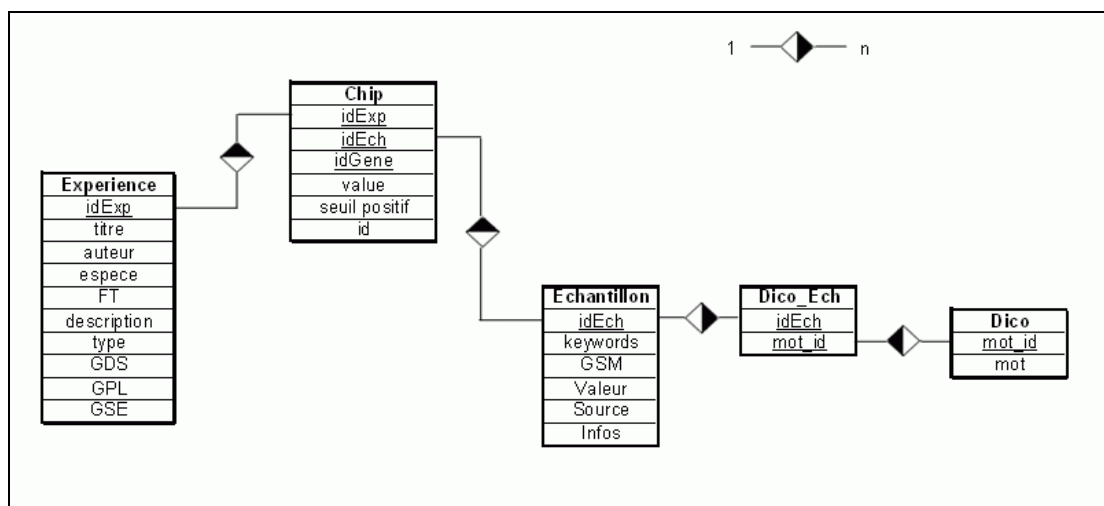 1 n
Chip
idExp
idEch
idGene
value
seuil positif
id
Experience
idExp
titre
auteur
espece
FT
description
type
GDS
GPL
GSE
Echantillon
idEch
keywords
GSM
Valeur
Source
Infos
Dico_Ech
idEch
mot_id
Dico
mot_id
mot